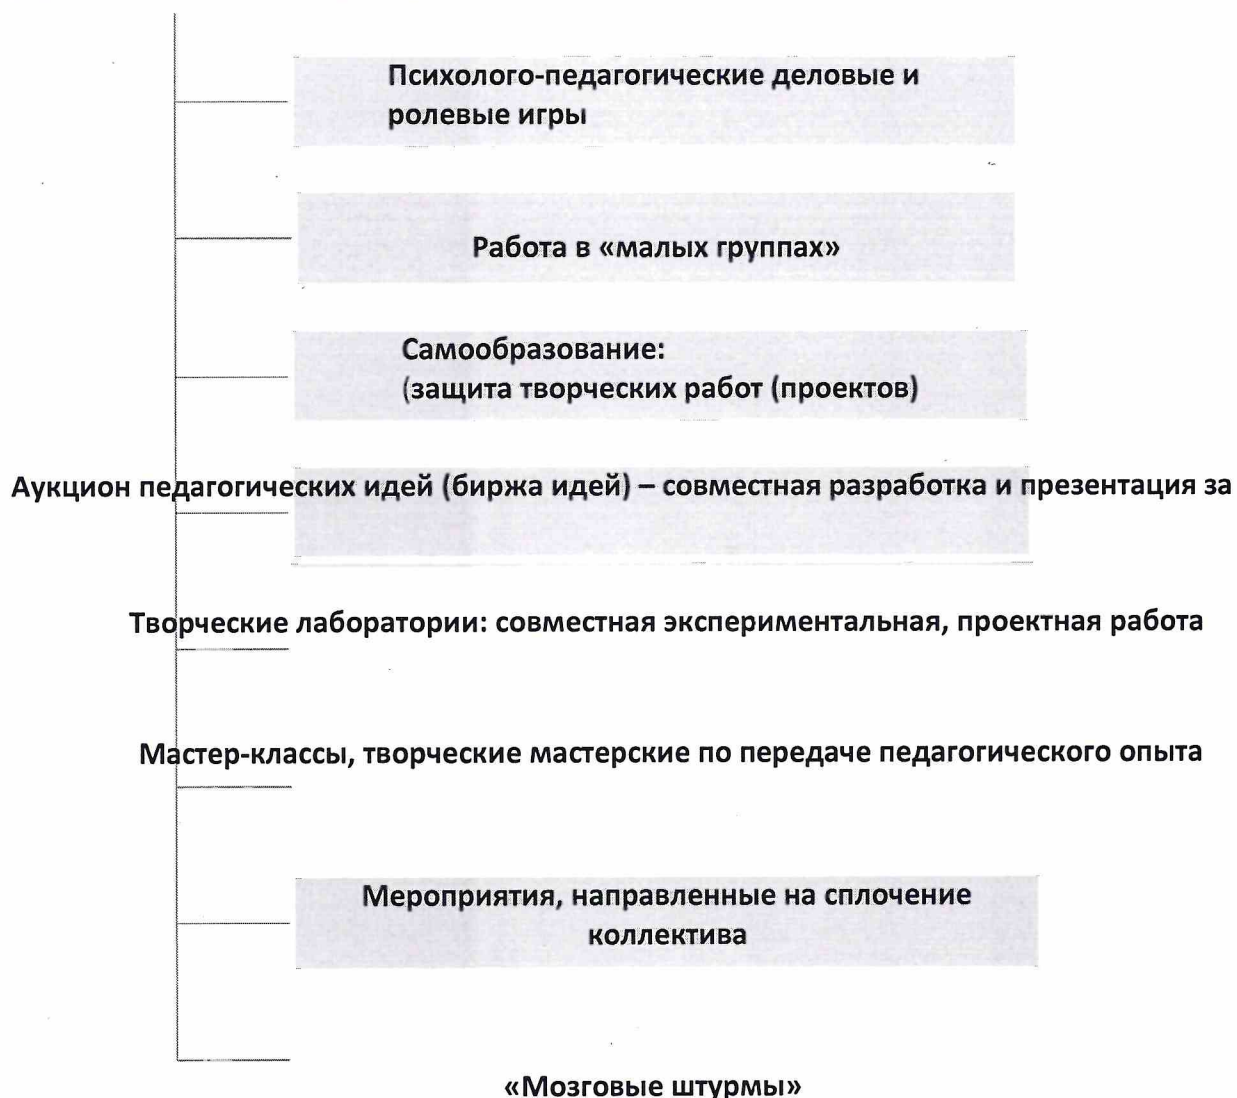 Психолого-педагогические деловые и
ролевые игры
Работа в «малых группах»
Самообразование:
(защита творческих работ (проектов)
Аукцион педагогических идей (биржа идей) – совместная разработка и презентация за
Творческие лаборатории: совместная экспериментальная, проектная работа
Мастер-классы, творческие мастерские по передаче педагогического опыта
Мероприятия, направленные на сплочение
коллектива
«Мозговые штурмы»